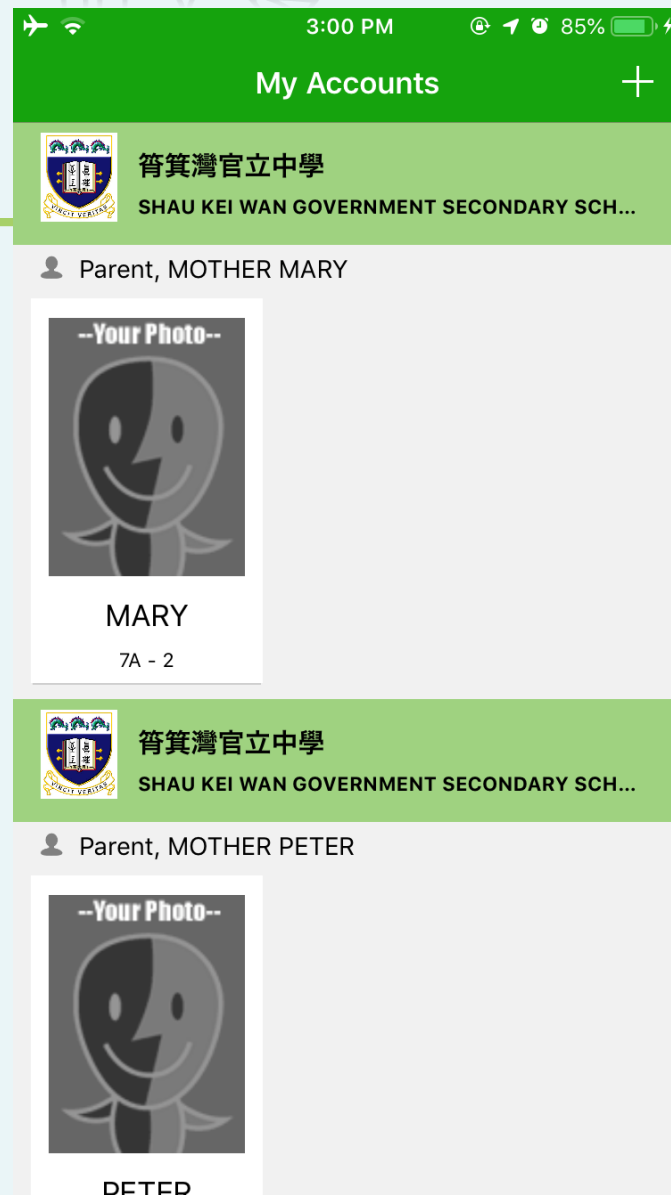 3:00 PM
85%
My Accounts
筲箕灣官立中學
SHAU KEI WAN GOVERNMENT SECONDARY SCH...
Parent, MOTHER MARY
--Your Photo--
MARY
7A - 2
筲箕灣官立中學
SHAU KEI WAN GOVERNMENT SECONDARY SCH...
Parent, MOTHER PETER
--Your Photo--
PETER